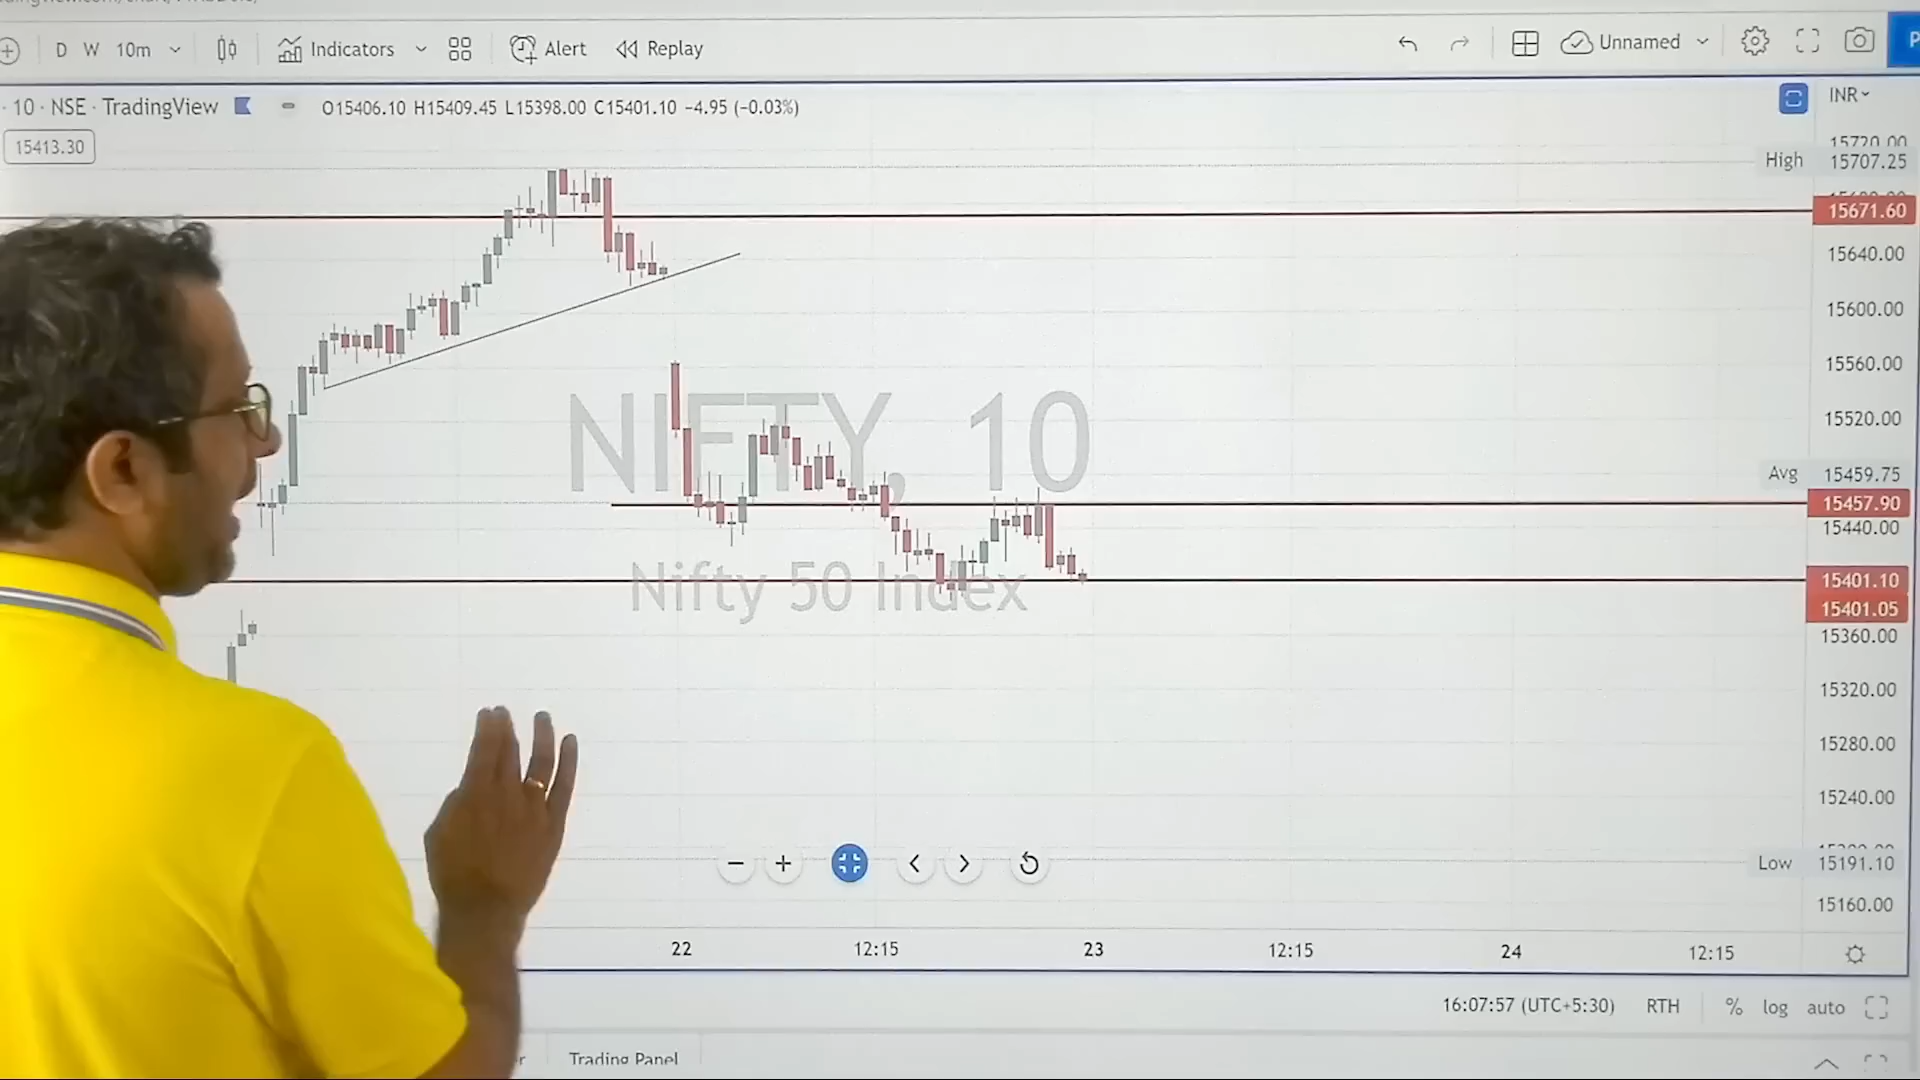 D W 10m Indicators Alert Replay Unnamed
· 10 · NSE · TradingView O15406.10 H15409.45 L15398.00 C15401.10 −4.95 (−0.03%) INR
15413.30
15720.00
High 15707.25
15671.60
15640.00
15600.00
15560.00
15520.00
NIFTY, 10
Avg 15459.75
15457.90
15440.00
Nifty 50 Index
15401.10
15401.05
15360.00
15320.00
15280.00
15240.00
Low 15191.10
15160.00
22 12:15 23 12:15 24 12:15
16:07:57 (UTC+5:30) RTH % log auto
Trading Panel